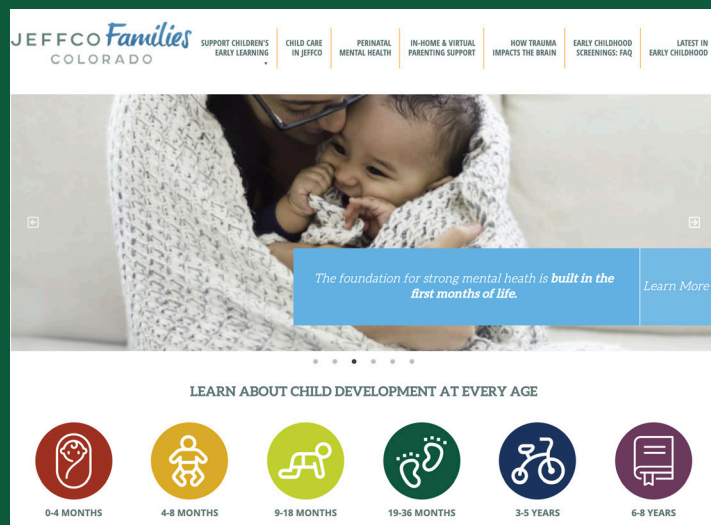 JEFFCO Families
COLORADO
SUPPORT CHILDREN'S
EARLY LEARNING
CHILD CARE
IN JEFFCO
PERINATAL
MENTAL HEALTH
IN-HOME & VIRTUAL
PARENTING SUPPORT
HOW TRAUMA
IMPACTS THE BRAIN
EARLY CHILDHOOD
SCREENINGS: FAQ
LATEST IN
EARLY CHILDHOOD
The foundation for strong mental heath is built in the
first months of life.
Learn More
LEARN ABOUT CHILD DEVELOPMENT AT EVERY AGE
0-4 MONTHS
4-8 MONTHS
9-18 MONTHS
19-36 MONTHS
3-5 YEARS
6-8 YEARS